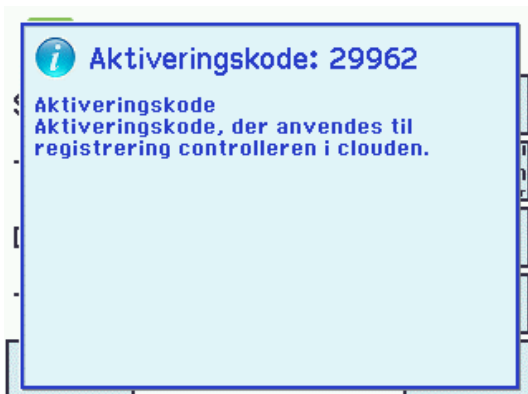 Aktiveringskode: 29962
Aktiveringskode
Aktiveringskode, der anvendes til
registrering controlleren i clouden.